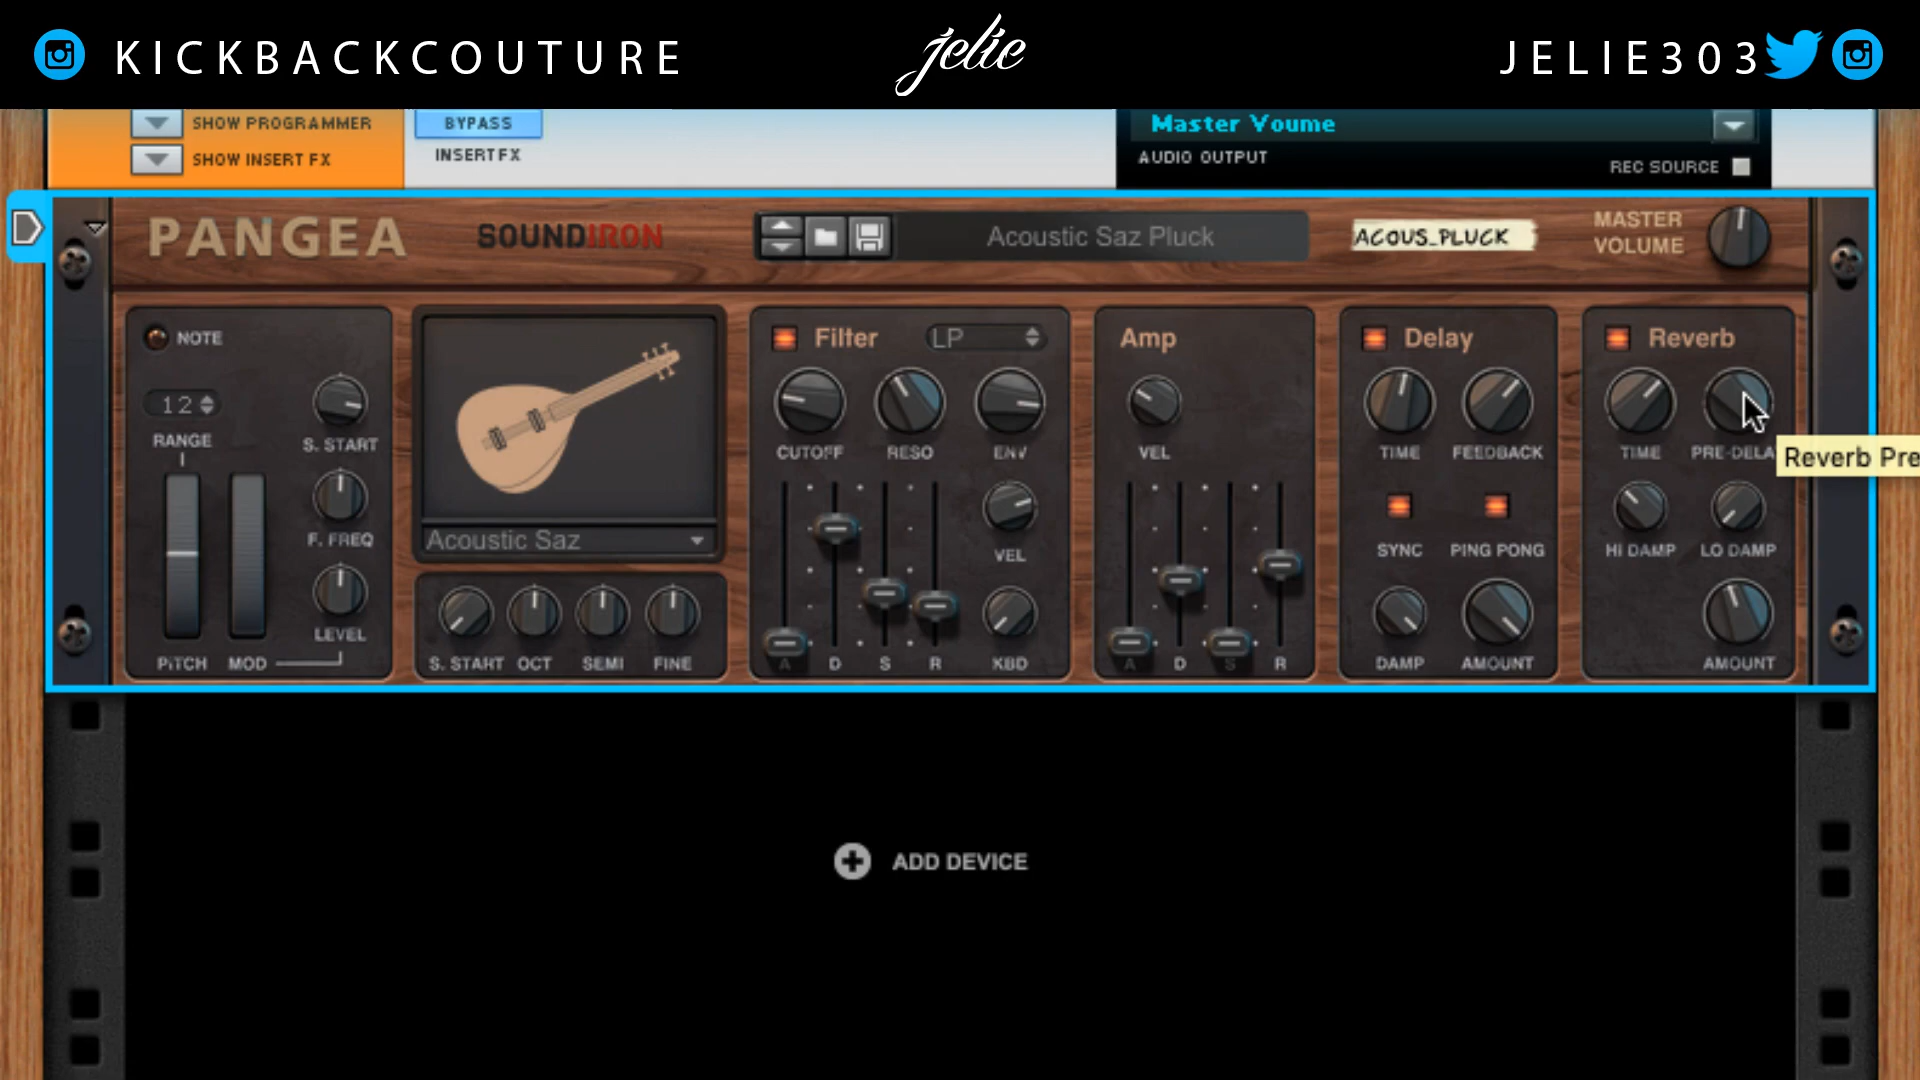 KICKBACKCOUTURE
jelie
JELIE303
SHOW PROGRAMMER
BYPASS
Master Voume
SHOW INSERT FX
INSERT FX
AUDIO OUTPUT
REC SOURCE
PANGEA
SOUNDIRON
Acoustic Saz Pluck
ACOUS_PLUCK
MASTER VOLUME
NOTE
12
RANGE
S. START
F. FREQ
LEVEL
PITCH
MOD
Acoustic Saz
S. START
OCT
SEMI
FINE
Filter
LP
CUTOFF
RESO
ENV
VEL
A
D
S
R
KBD
Amp
VEL
A
D
S
R
Delay
TIME
FEEDBACK
SYNC
PING PONG
DAMP
AMOUNT
Reverb
TIME
PRE-DELA
Reverb Pre
HI DAMP
LO DAMP
AMOUNT
ADD DEVICE